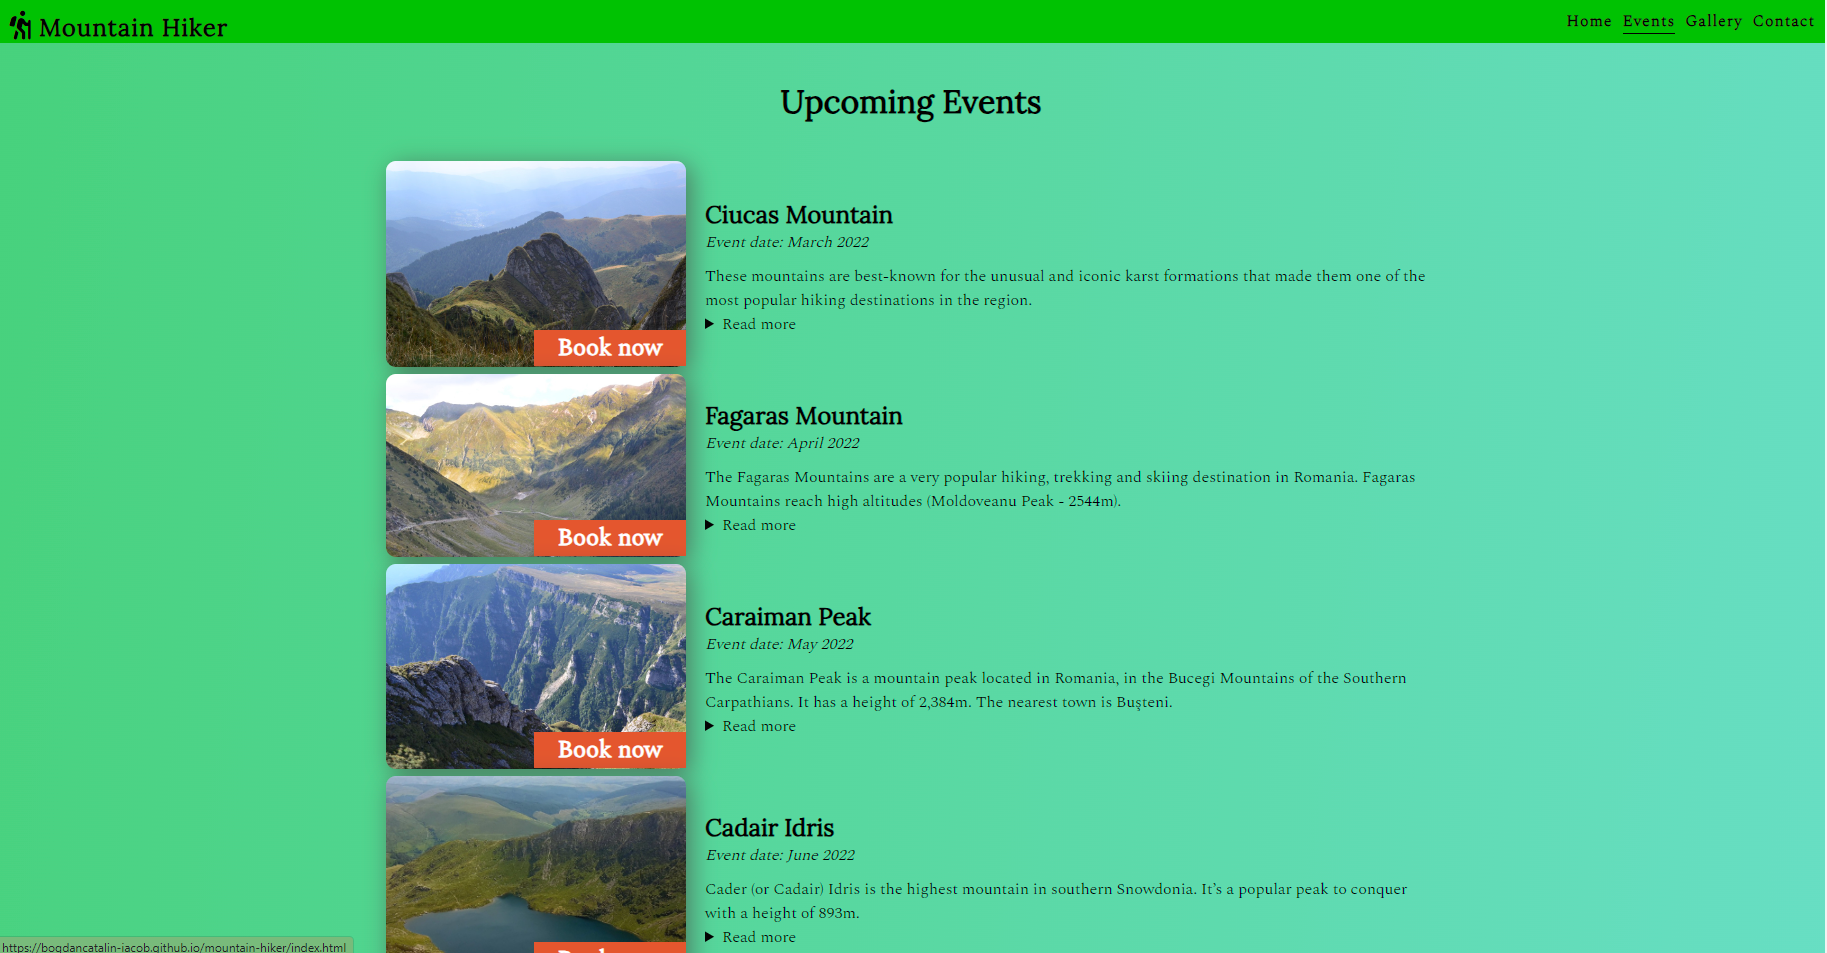 Mountain Hiker
Home Events Gallery Contact
Upcoming Events
Ciucas Mountain
Event date: March 2022
These mountains are best-known for the unusual and iconic karst formations that made them one of the
most popular hiking destinations in the region.
Read more
Book now
Fagaras Mountain
Event date: April 2022
The Fagaras Mountains are a very popular hiking, trekking and skiing destination in Romania. Fagaras
Mountains reach high altitudes (Moldoveanu Peak - 2544m).
Read more
Book now
Caraiman Peak
Event date: May 2022
The Caraiman Peak is a mountain peak located in Romania, in the Bucegi Mountains of the Southern
Carpathians. It has a height of 2,384m. The nearest town is Bușteni.
Read more
Book now
Cadair Idris
Event date: June 2022
Cader (or Cadair) Idris is the highest mountain in southern Snowdonia. It’s a popular peak to conquer
with a height of 893m.
Read more
https://bogdancatalin-iacob.github.io/mountain-hiker/index.html